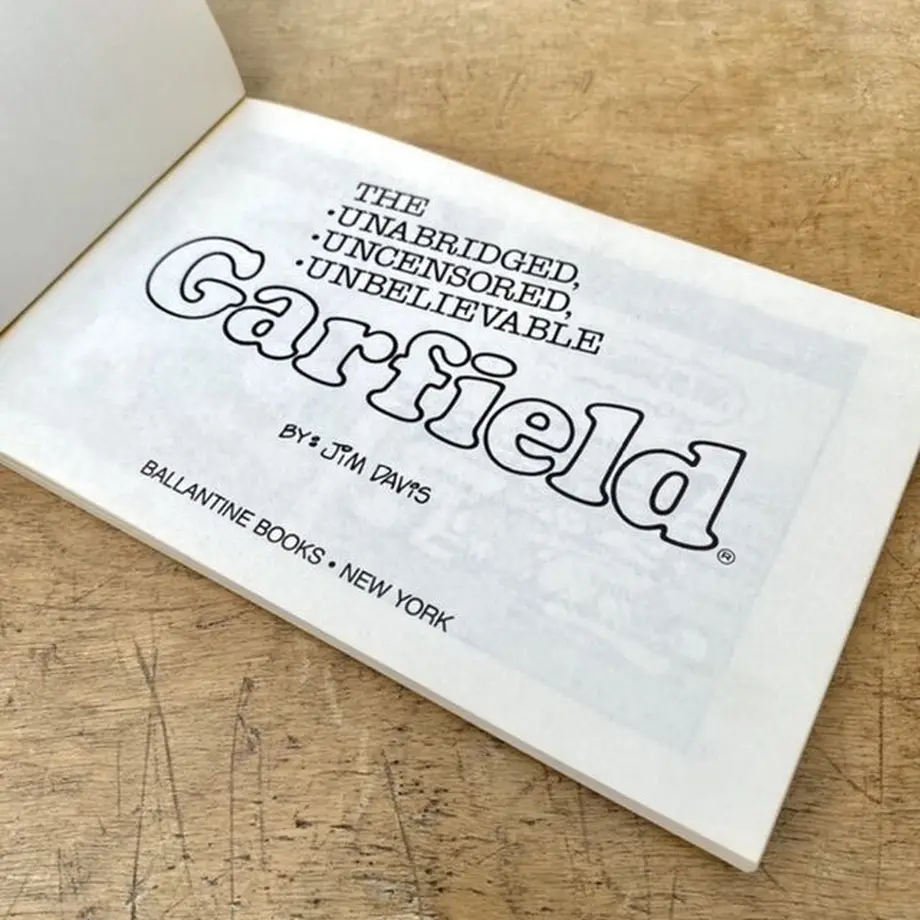 THE
•UNABRIDGED,
•UNCENSORED,
•UNBELIEVABLE
Garfield®
BY: JIM DAVIS
BALLANTINE BOOKS • NEW YORK